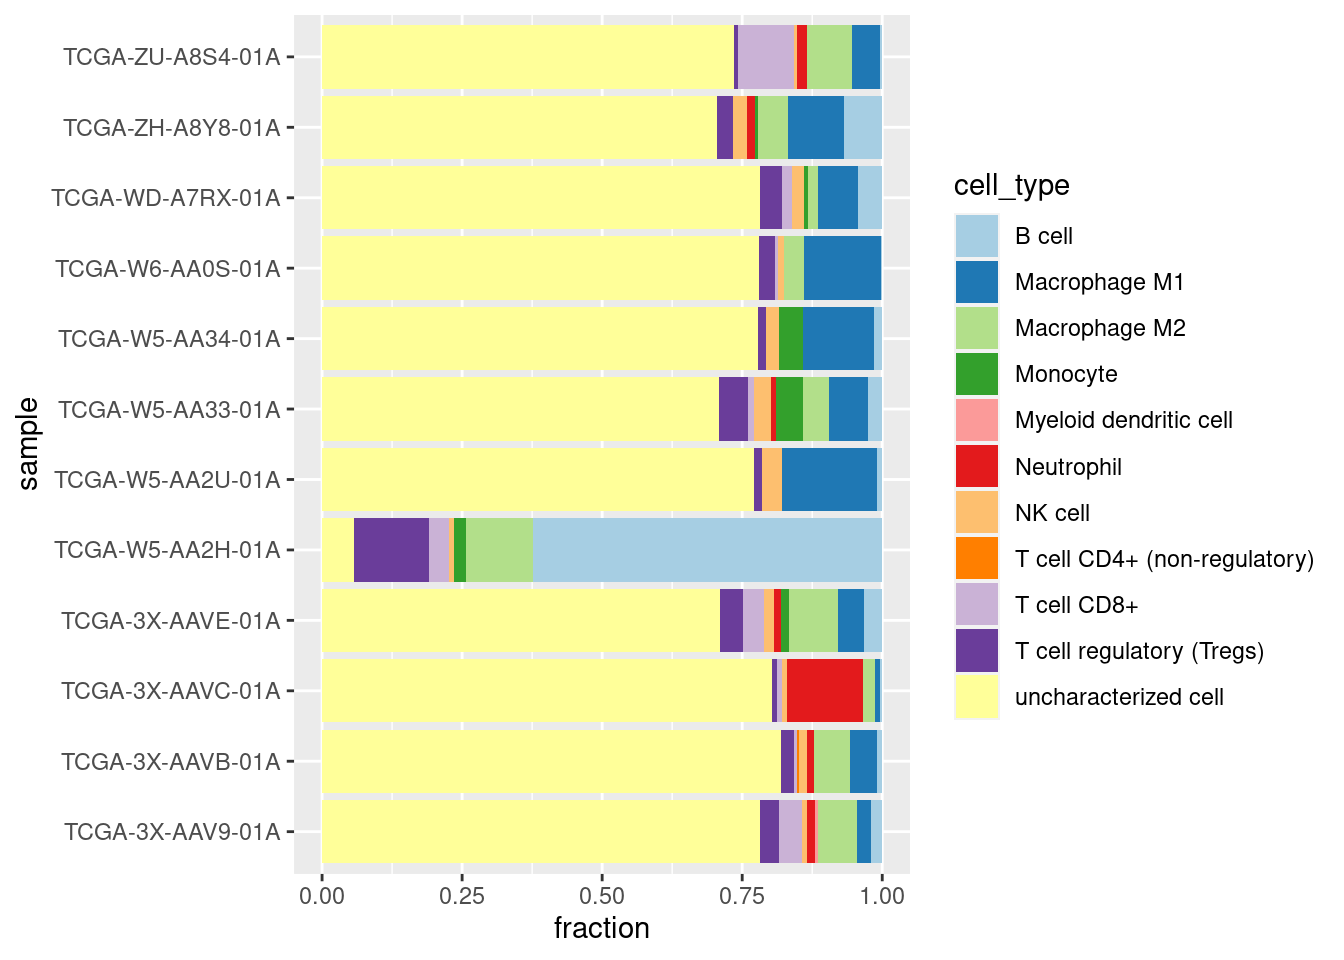 TCGA-ZU-A8S4-01A
TCGA-ZH-A8Y8-01A
TCGA-WD-A7RX-01A
TCGA-W6-AA0S-01A
TCGA-W5-AA34-01A
TCGA-W5-AA33-01A
TCGA-W5-AA2U-01A
TCGA-W5-AA2H-01A
TCGA-3X-AAVE-01A
TCGA-3X-AAVC-01A
TCGA-3X-AAVB-01A
TCGA-3X-AAV9-01A
sample
0.00 0.25 0.50 0.75 1.00
fraction
cell_type
B cell
Macrophage M1
Macrophage M2
Monocyte
Myeloid dendritic cell
Neutrophil
NK cell
T cell CD4+ (non-regulatory)
T cell CD8+
T cell regulatory (Tregs)
uncharacterized cell